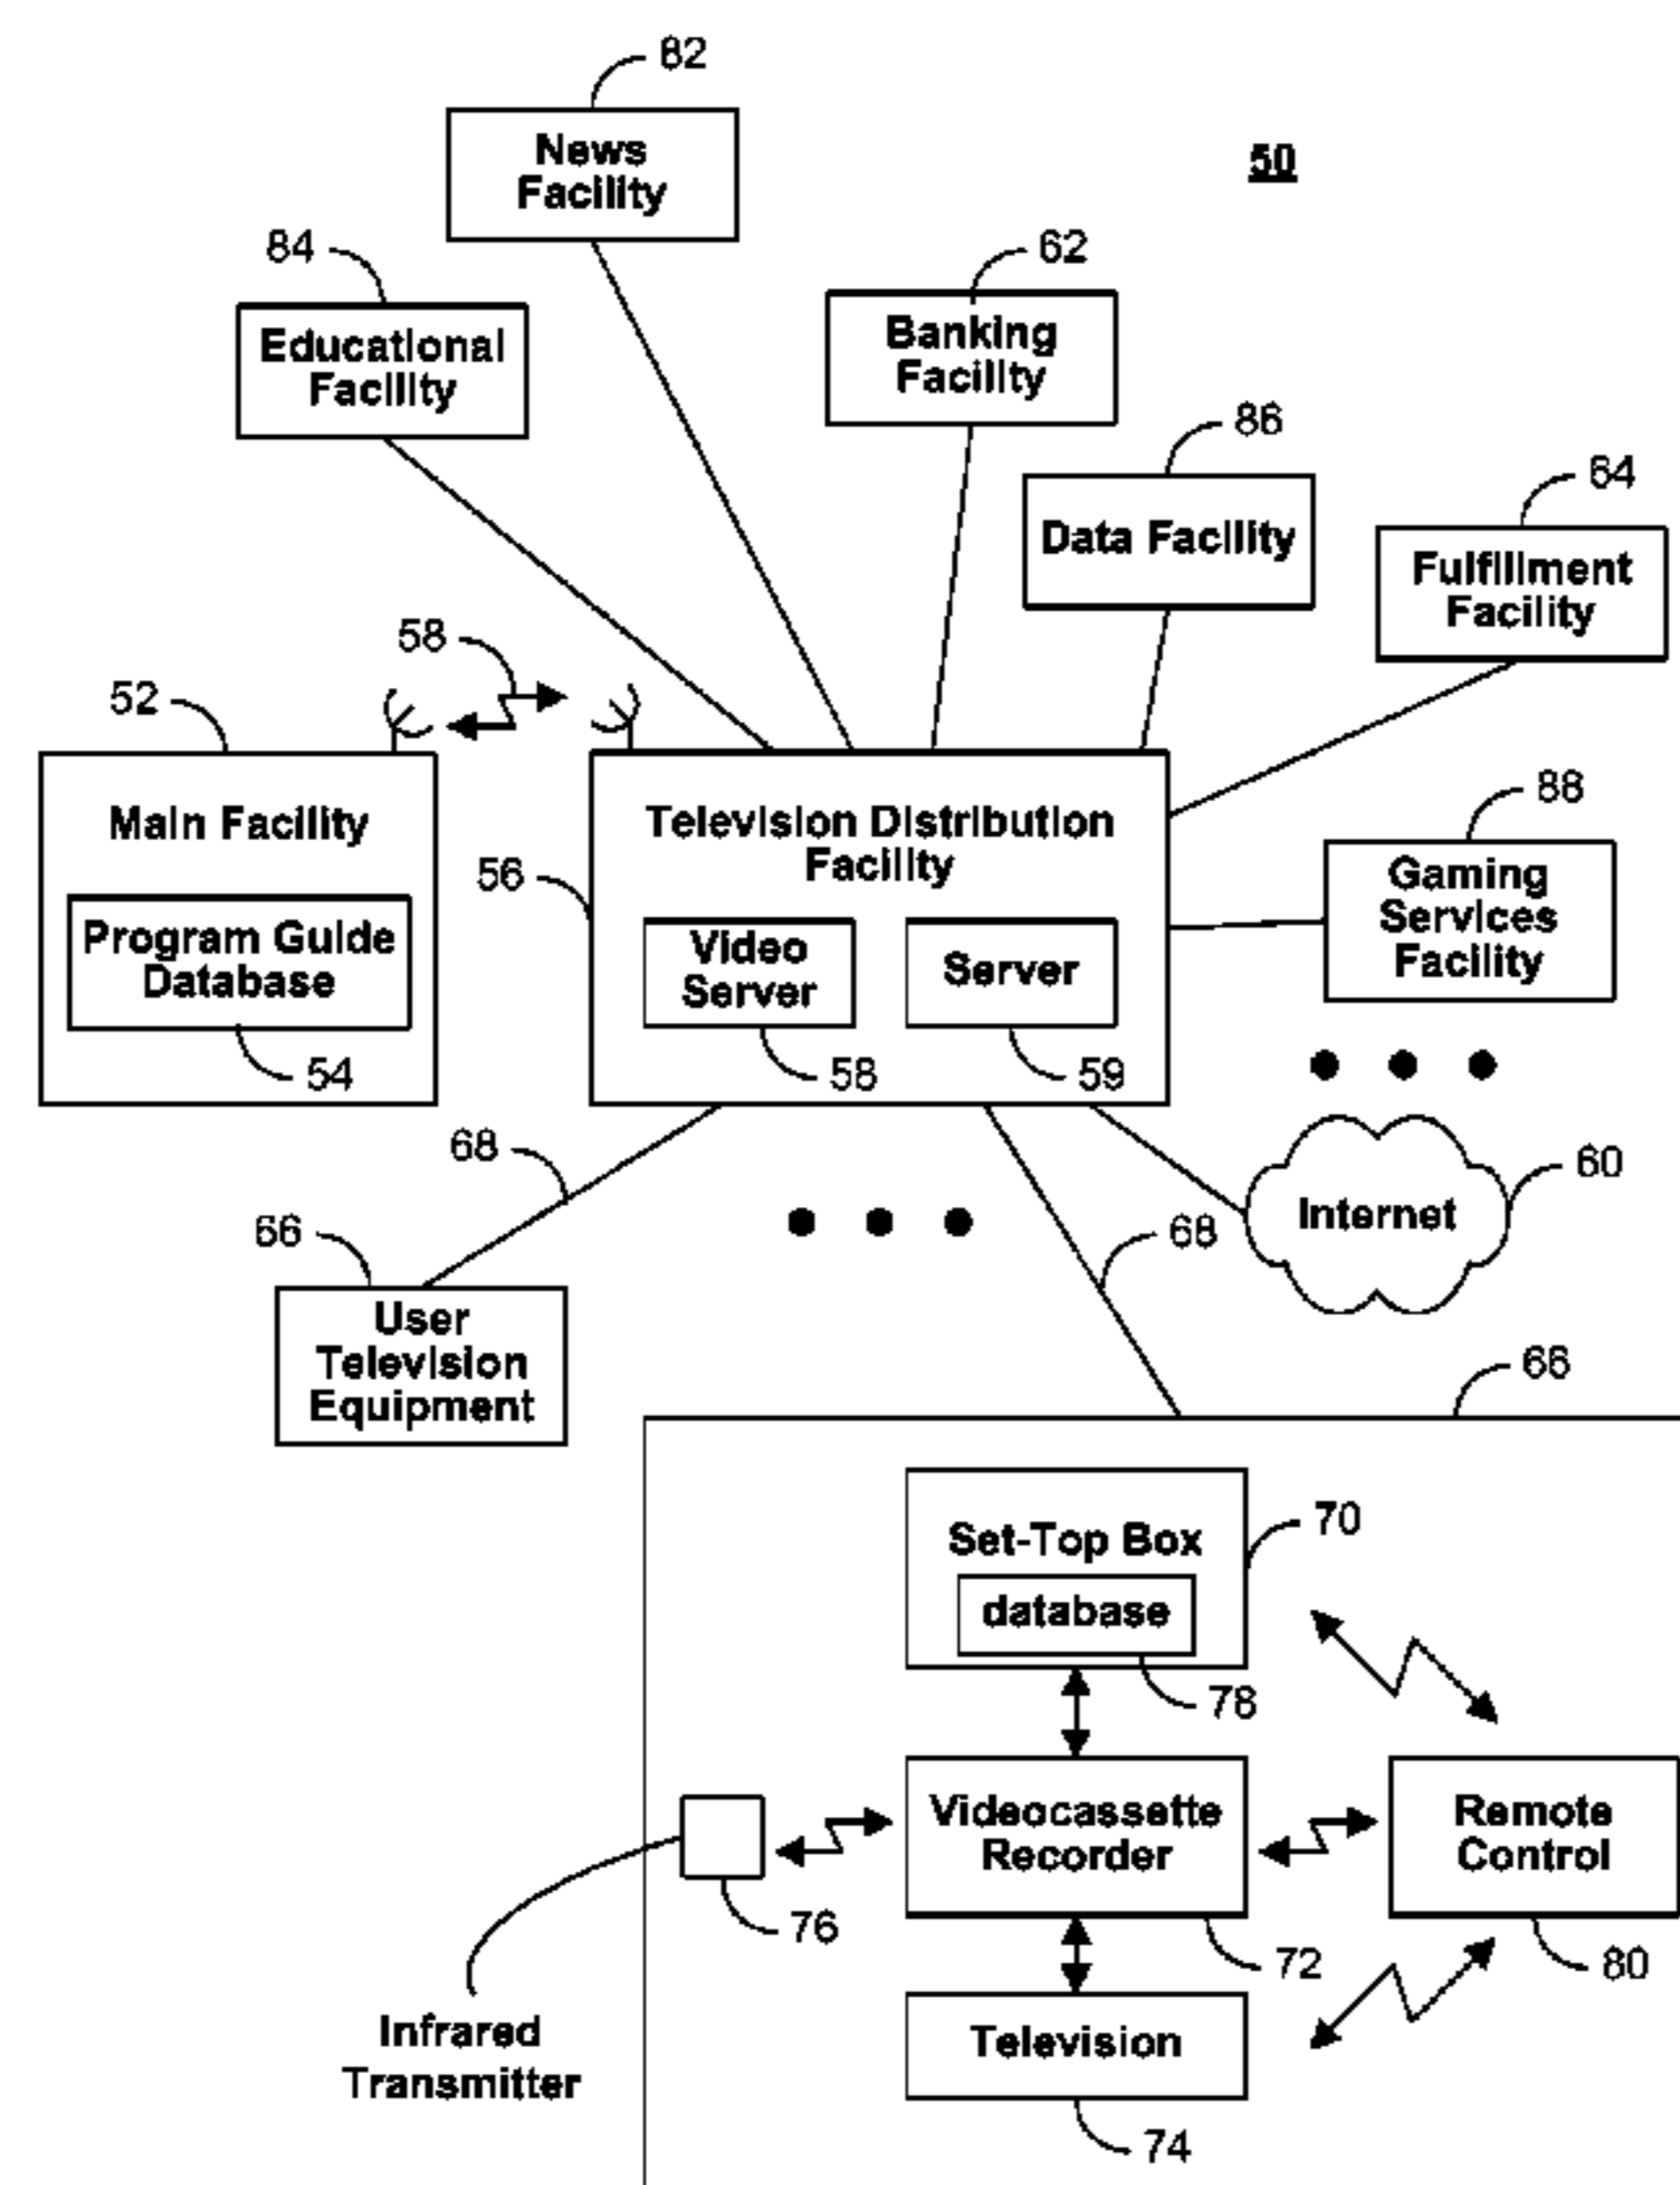 82
News
Facility
50
84
62
Educational
Facility
Banking
Facility
86
64
Data Facility
Fulfillment
Facility
58
52
Main Facility
Television Distribution
Facility
88
56
Gaming
Services
Facility
Program Guide
Database
Video
Server
Server
54
58
59
68
60
Internet
66
68
User
Television
Equipment
66
Set-Top Box
70
database
78
Videocassette
Recorder
Remote
Control
76
72
80
Infrared
Transmitter
Television
74